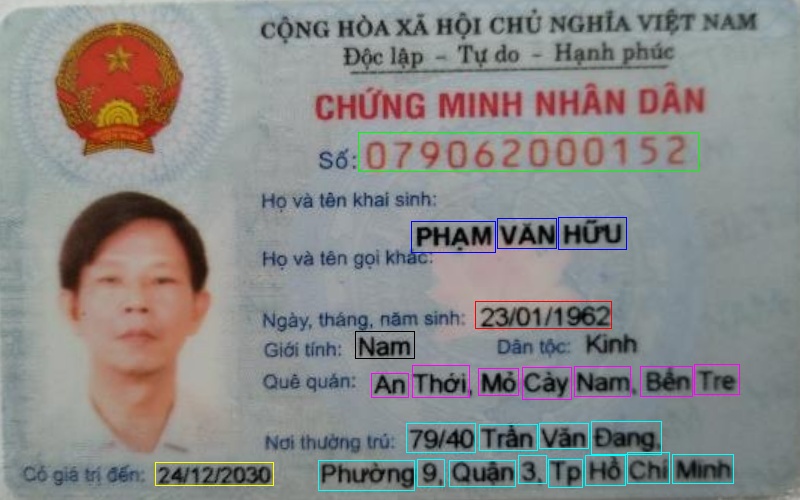 CỘNG HÒA XÃ HỘI CHỦ NGHĨA VIỆT NAM
Độc lập - Tự do - Hạnh phúc
CHỨNG MINH NHÂN DÂN
Số: 079062000152
Họ và tên khai sinh:
PHẠM VĂN HỮU
Họ và tên gọi khác:
Ngày, tháng, năm sinh: 23/01/1962
Giới tính: Nam Dân tộc: Kinh
Quê quán: An Thới, Mỏ Cày Nam, Bến Tre
Nơi thường trú: 79/40 Trần Văn Đang,
Có giá trị đến: 24/12/2030 Phường 9, Quận 3, Tp Hồ Chí Minh